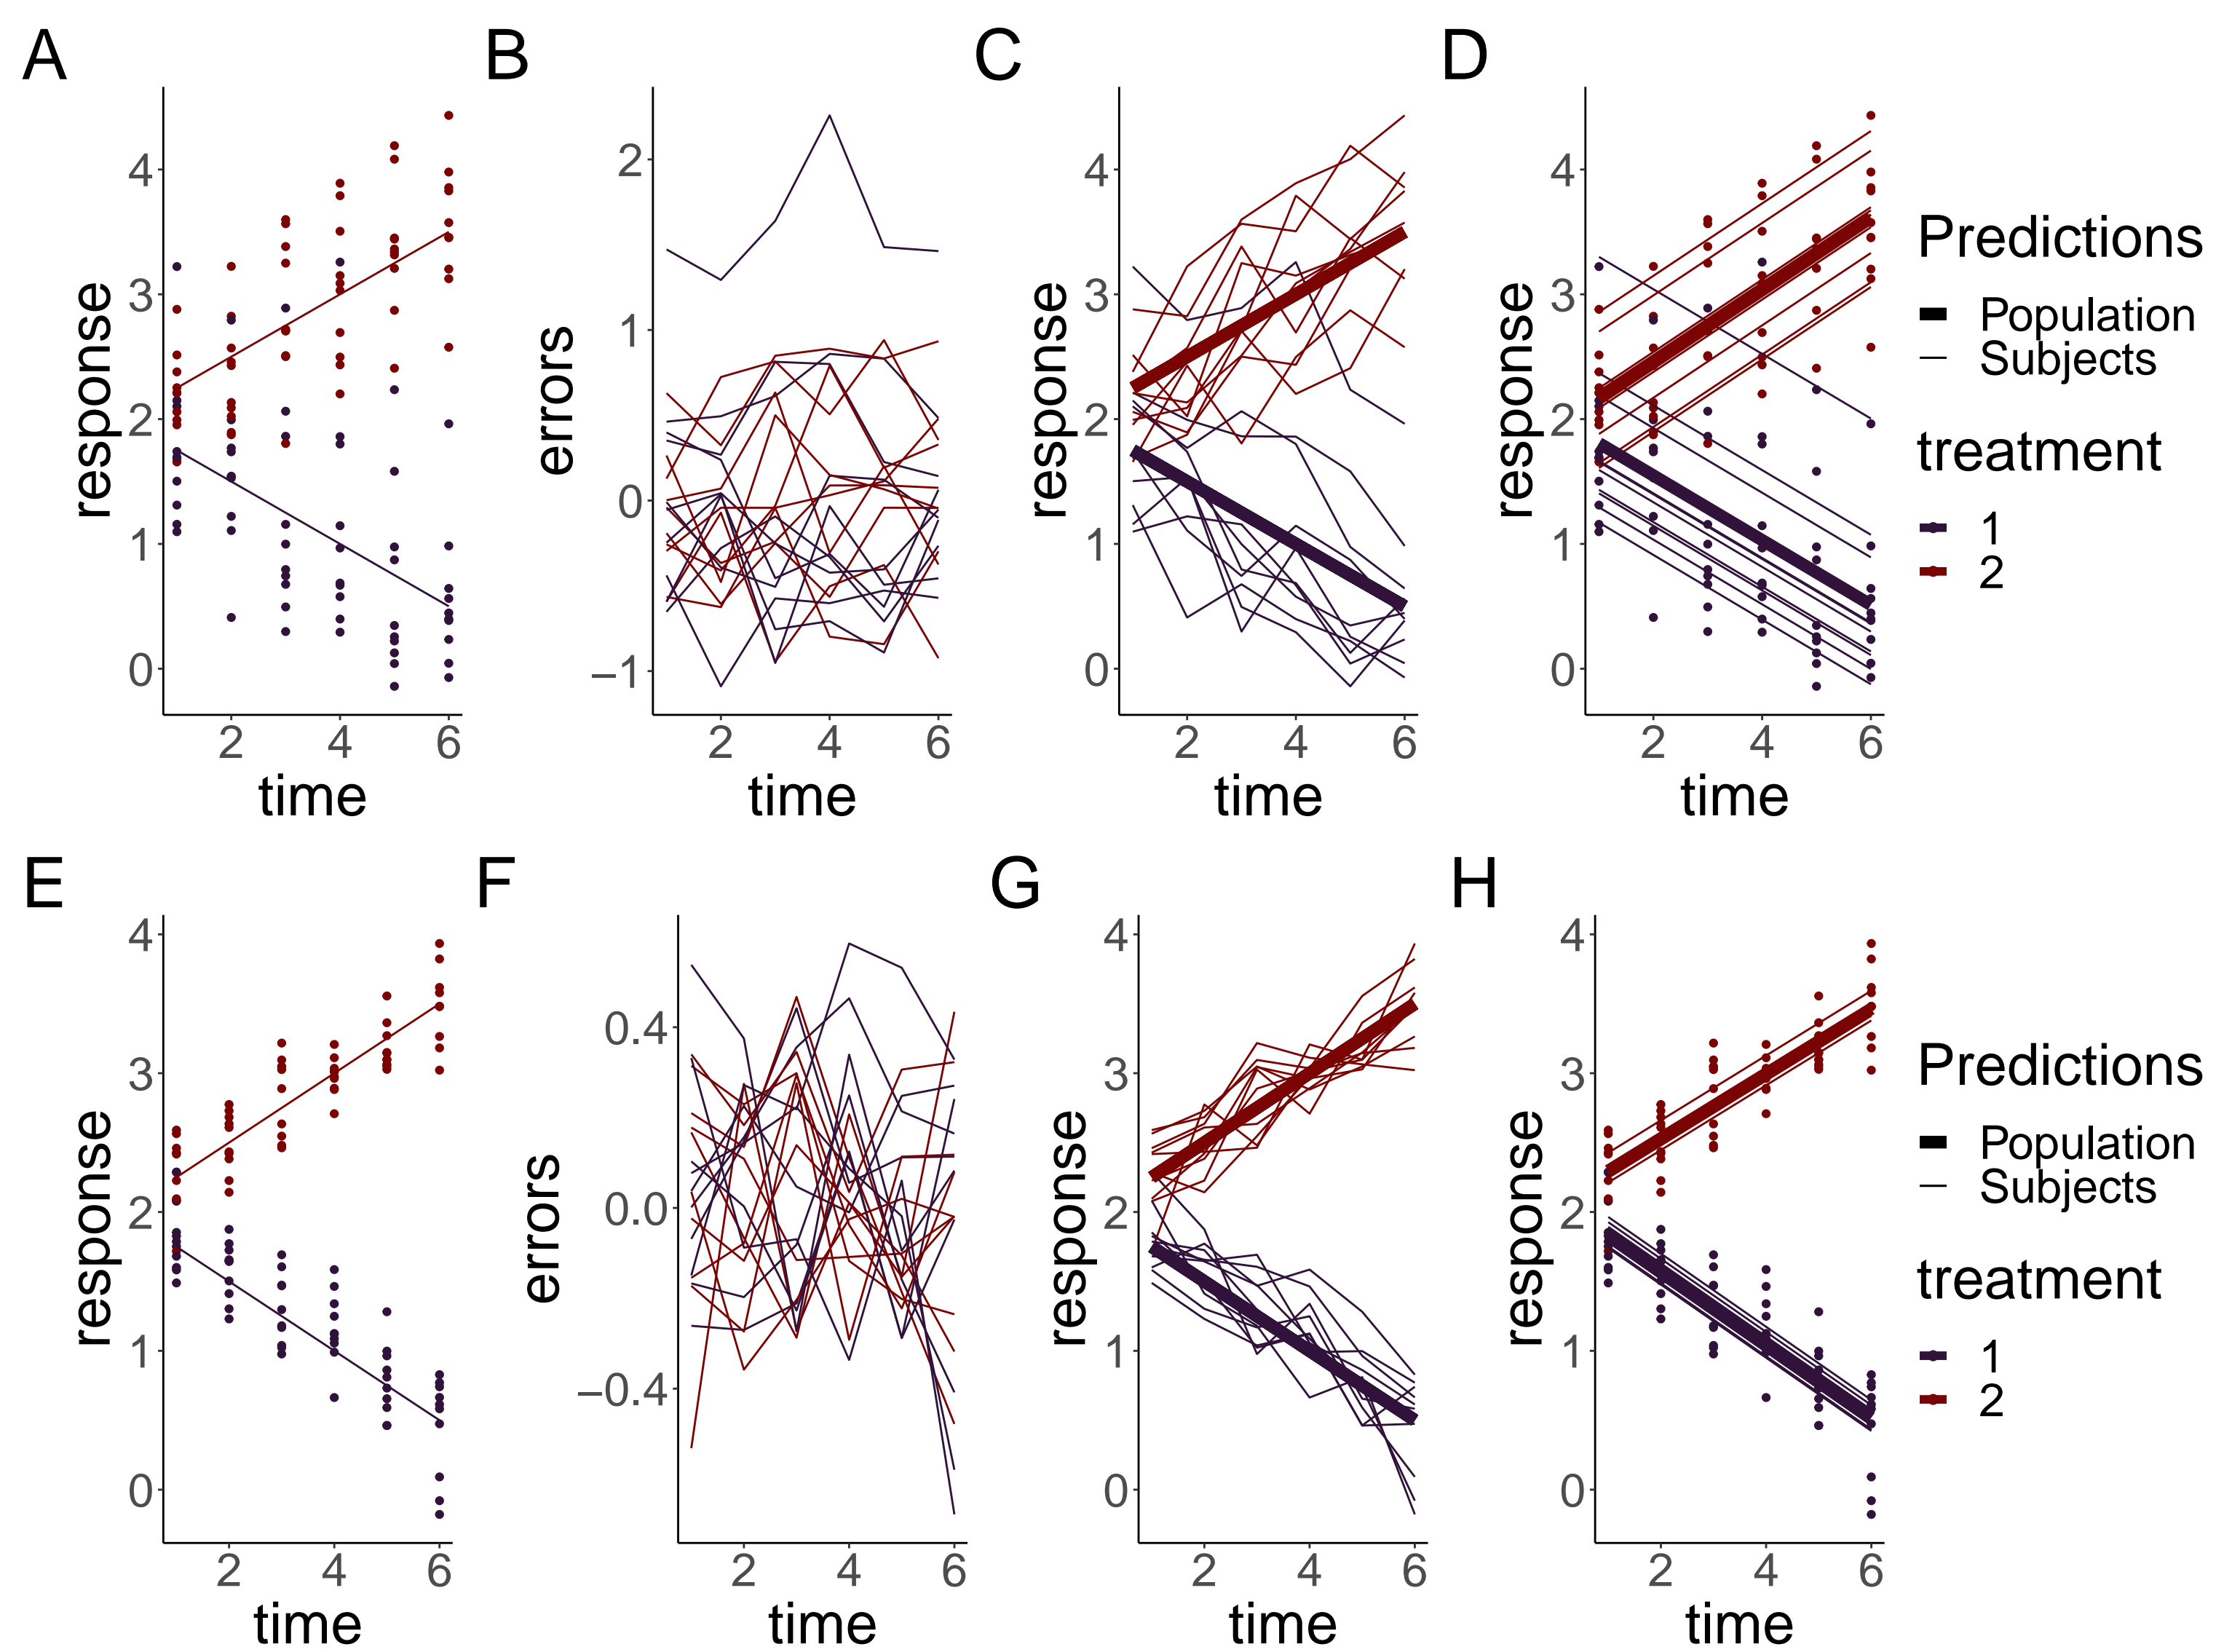 A
B
C
D
response
4
3
2
1
0
2
4
6
time
errors
2
1
0
−1
2
4
6
time
response
4
3
2
1
0
2
4
6
time
response
4
3
2
1
0
2
4
6
time
Predictions
Population
Subjects
treatment
1
2
E
F
G
H
response
4
3
2
1
0
2
4
6
time
errors
0.4
0.0
−0.4
2
4
6
time
response
4
3
2
1
0
2
4
6
time
response
4
3
2
1
0
2
4
6
time
Predictions
Population
Subjects
treatment
1
2